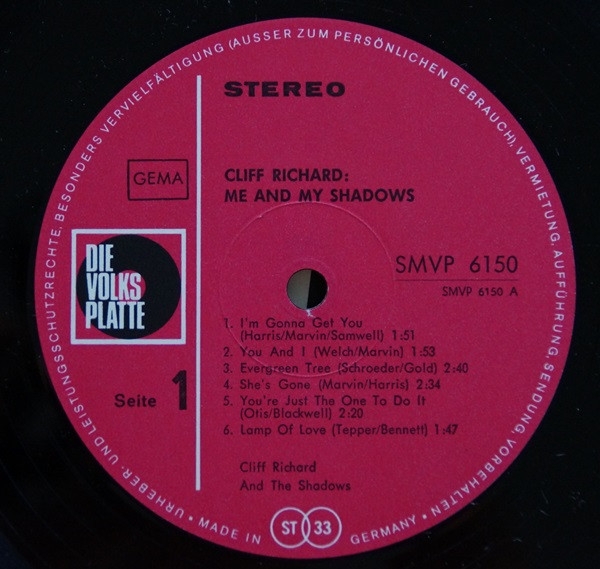 URHEBER- UND LEISTUNGSSCHUTZRECHTE, BESONDERS VERVIELFÄLTIGUNG (AUSSER ZUM PERSÖNLICHEN GEBRAUCH), VERMIETUNG, AUFFÜHRUNG, SENDUNG, VORBEHALTEN
STEREO
GEMA
CLIFF RICHARD:
ME AND MY SHADOWS
DIE
VOLKS
PLATTE
SMVP 6150
SMVP 6150 A
Seite 1
1. I'm Gonna Get You
(Harris/Marvin/Samwell) 1:51
2. You And I (Welch/Marvin) 1:53
3. Evergreen Tree (Schroeder/Gold) 2:40
4. She's Gone (Marvin/Harris) 2:34
5. You're Just The One To Do It
(Otis/Blackwell) 2:20
6. Lamp Of Love (Tepper/Bennett) 1:47
Cliff Richard
And The Shadows
• MADE IN ST 33 GERMANY •